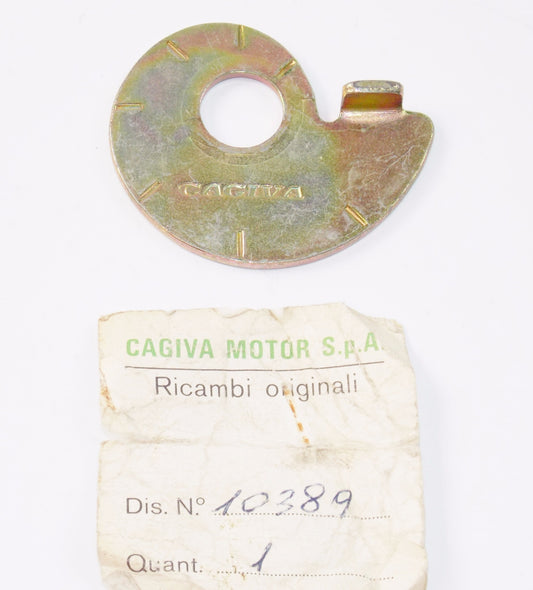 CAGIVA
CAGIVA MOTOR S.p.A.
Ricambi originali
Dis. N.º 10389
Quant. 1